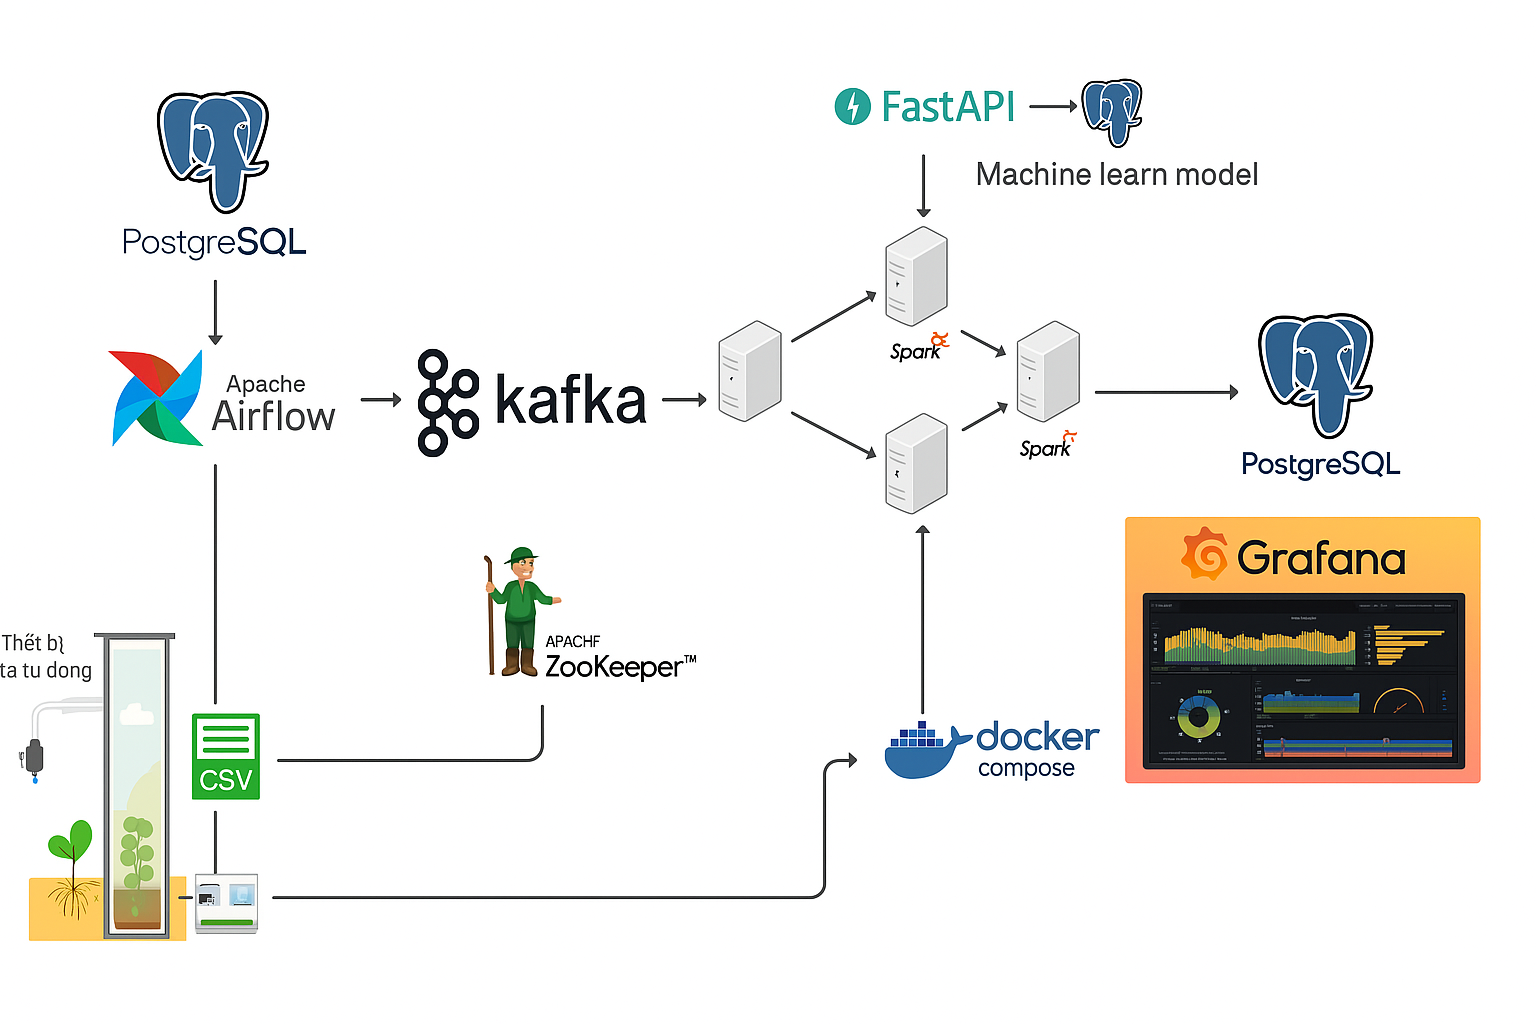 FastAPI
Machine learn model
PostgreSQL
Apache
Airflow
kafka
Spark
Spark
PostgreSQL
Grafana
APACHF
ZooKeeper™
Thết bị
ta tu dong
CSV
docker
compose